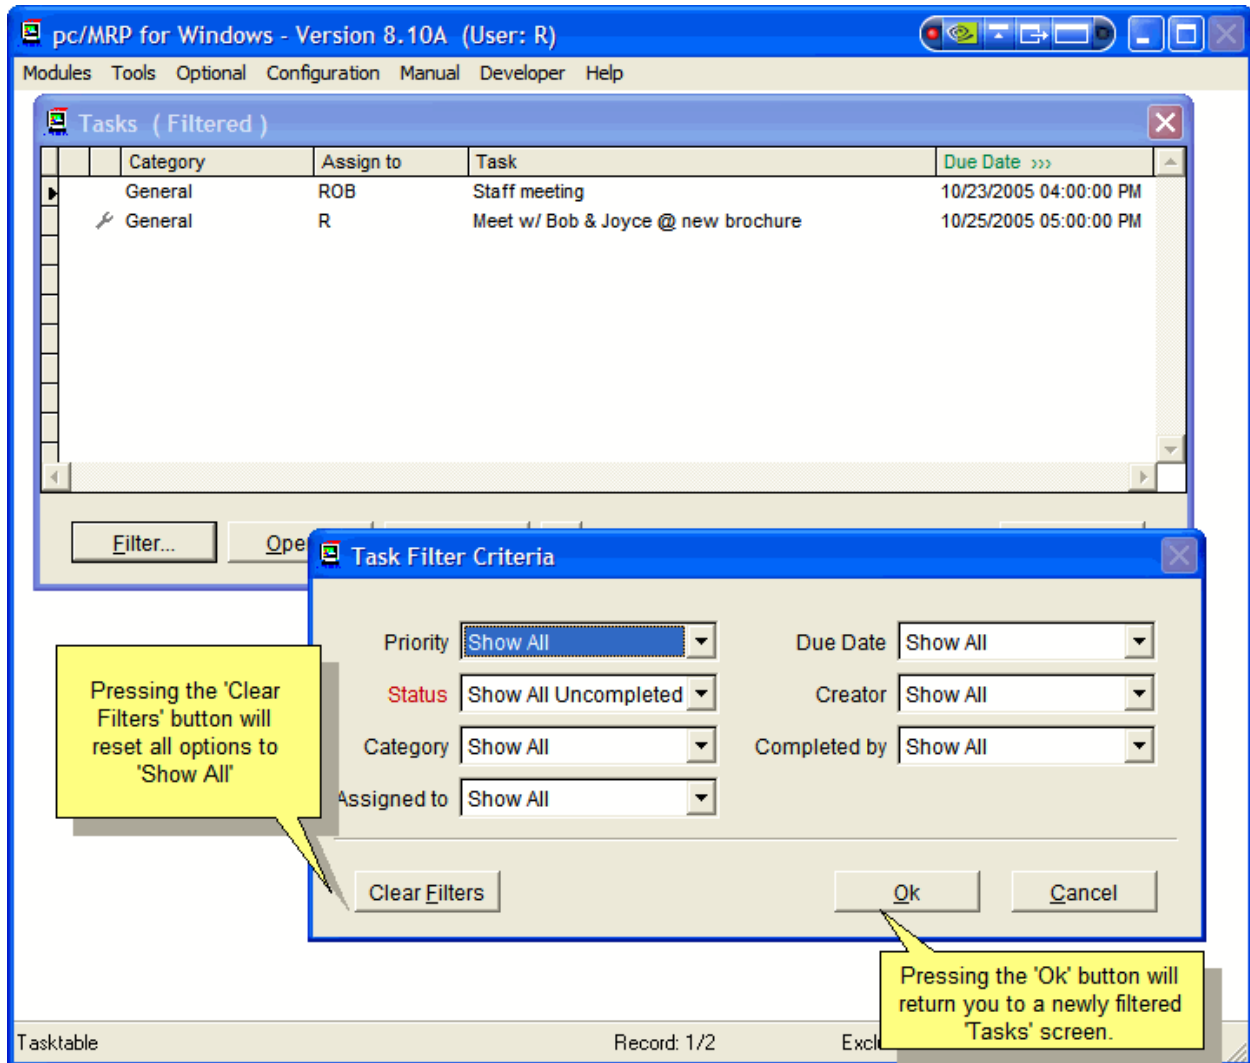 pc/MRP for Windows - Version 8.10A (User: R)
Modules Tools Optional Configuration Manual Developer Help
Tasks ( Filtered )
Category Assign to Task Due Date >>>
General ROB Staff meeting 10/23/2005 04:00:00 PM
General R Meet w/ Bob & Joyce @ new brochure 10/25/2005 05:00:00 PM
Filter...
Task Filter Criteria
Priority Show All Due Date Show All
Status Show All Uncompleted Creator Show All
Category Show All Completed by Show All
Assigned to Show All
Pressing the 'Clear
Filters' button will
reset all options to
'Show All'
Clear Filters Ok Cancel
Pressing the 'Ok' button will
return you to a newly filtered
'Tasks' screen.
Tasktable Record: 1/2